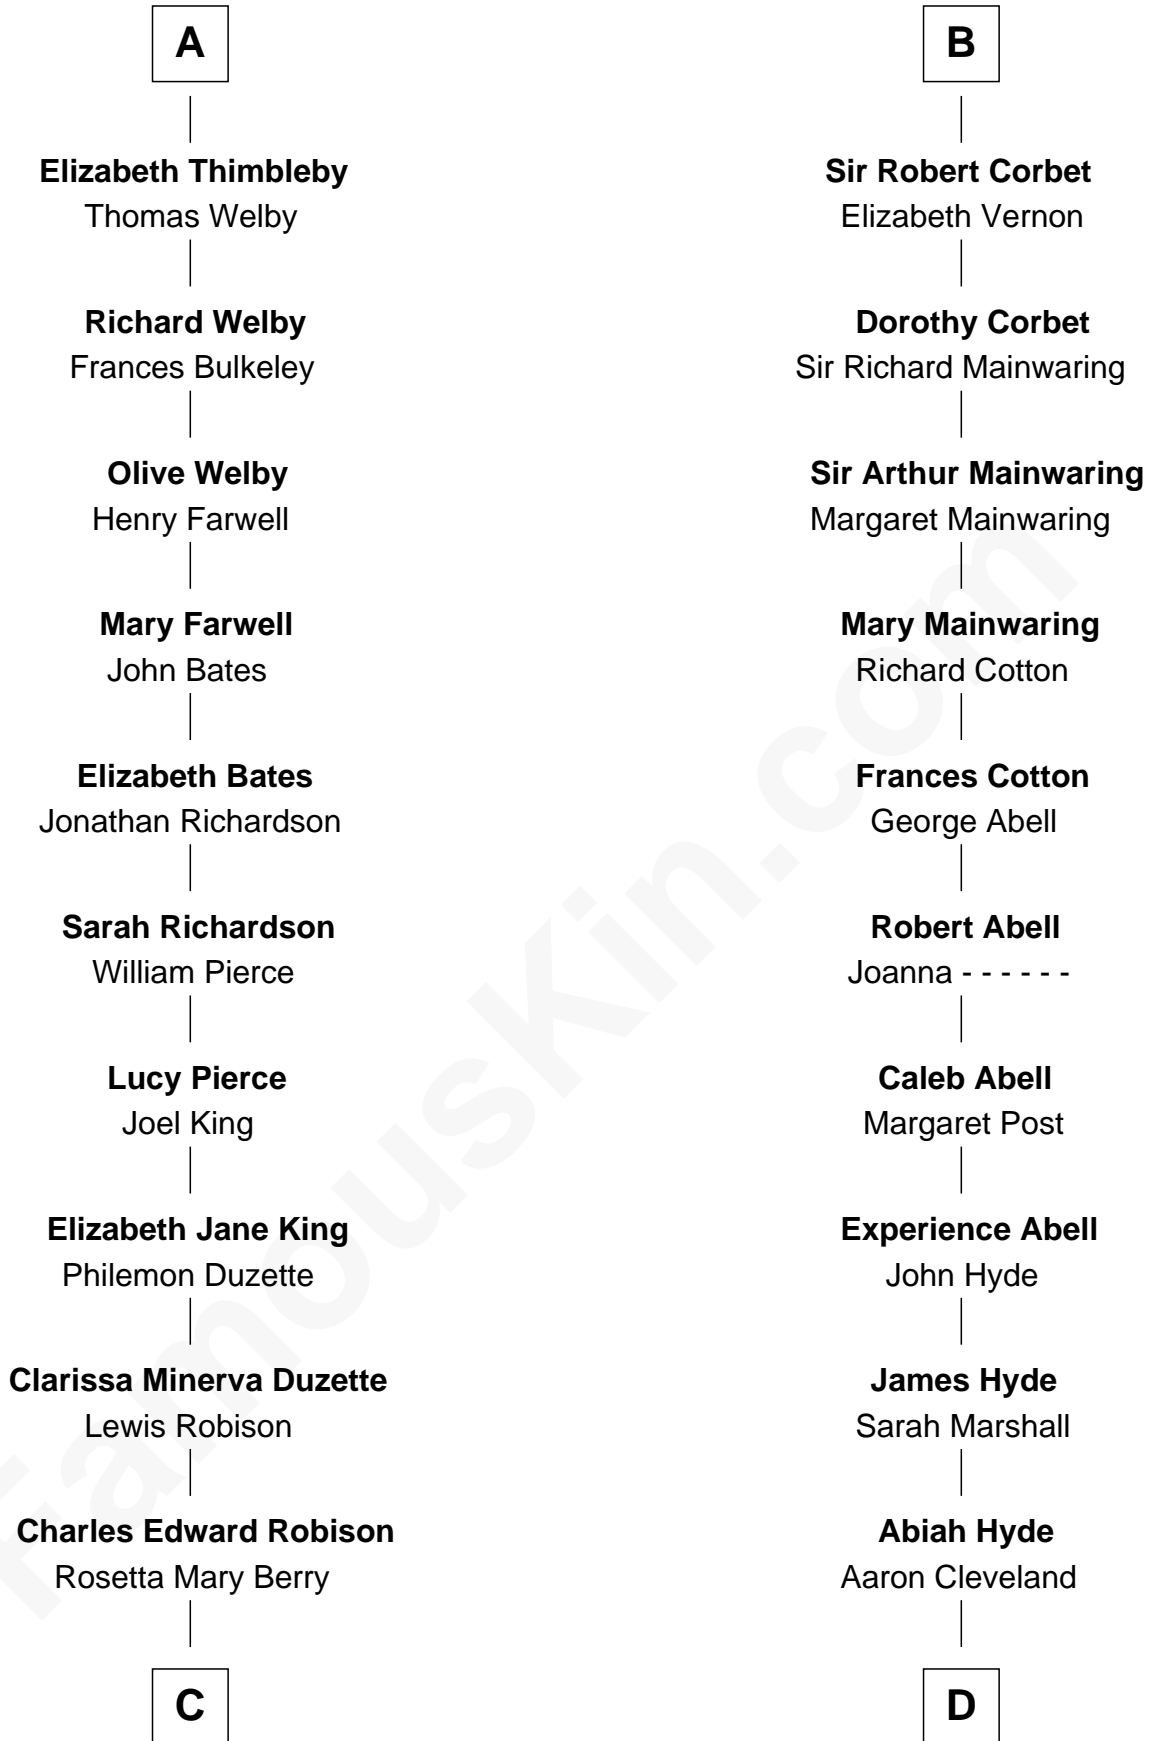 A
Elizabeth Thimbleby
Thomas Welby
Richard Welby
Frances Bulkeley
Olive Welby
Henry Farwell
Mary Farwell
John Bates
Elizabeth Bates
Jonathan Richardson
Sarah Richardson
William Pierce
Lucy Pierce
Joel King
Elizabeth Jane King
Philemon Duzette
Clarissa Minerva Duzette
Lewis Robison
Charles Edward Robison
Rosetta Mary Berry
C
B
Sir Robert Corbet
Elizabeth Vernon
Dorothy Corbet
Sir Richard Mainwaring
Sir Arthur Mainwaring
Margaret Mainwaring
Mary Mainwaring
Richard Cotton
Frances Cotton
George Abell
Robert Abell
Joanna - - - - - -
Caleb Abell
Margaret Post
Experience Abell
John Hyde
James Hyde
Sarah Marshall
Abiah Hyde
Aaron Cleveland
D
FamousKin.com